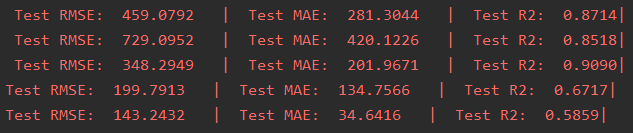 Test RMSE:  459.0792   |  Test MAE:  281.3044   |  Test R2:  0.8714|
Test RMSE:  729.0952   |  Test MAE:  420.1226   |  Test R2:  0.8518|
Test RMSE:  348.2949   |  Test MAE:  201.9671   |  Test R2:  0.9090|
Test RMSE:  199.7913   |  Test MAE:  134.7566   |  Test R2:  0.6717|
Test RMSE:  143.2432   |  Test MAE:  34.6416   |  Test R2:  0.5859|